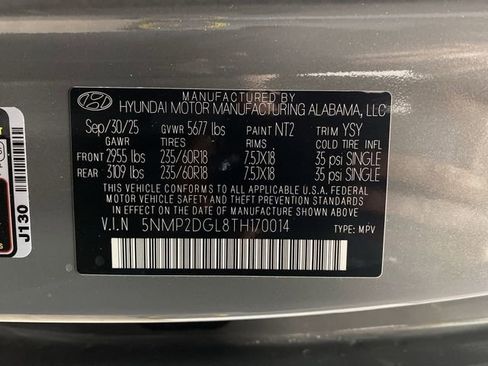 MANUFACTURED BY
HYUNDAI MOTOR MANUFACTURING ALABAMA, LLC
Sep/30/25 GVWR 5677 lbs PAINT NT2 TRIM YSY
GAWR TIRES RIMS COLD TIRE INFL
FRONT 2955 lbs 235/60R18 7.5JX18 35 psi SINGLE
REAR 3109 lbs 235/60R18 7.5JX18 35 psi SINGLE
THIS VEHICLE CONFORMS TO ALL APPLICABLE U.S.A. FEDERAL
MOTOR VEHICLE SAFETY AND THEFT PREVENTION STANDARDS IN
EFFECT ON THE DATE OF MANUFACTURE SHOWN ABOVE
V.I.N 5NMP2DGL8TH170014
TYPE: MPV
J130